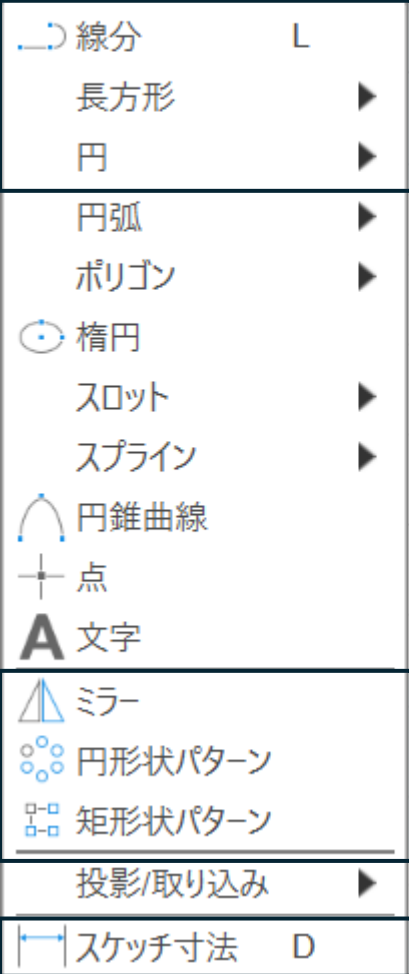 線分 L
長方形
円
円弧
ポリゴン
楕円
スロット
スプライン
円錐曲線
点
A 文字
ミラー
円形状パターン
矩形状パターン
投影/取り込み
スケッチ寸法 D